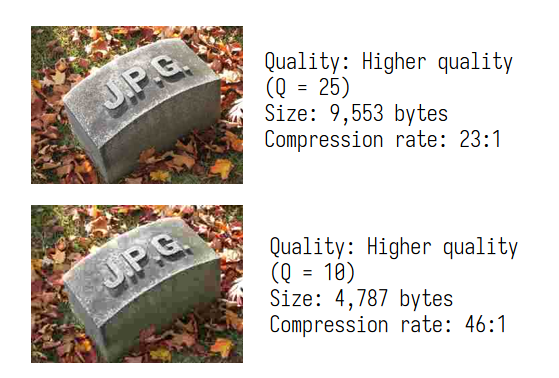 J.P.G.
Quality: Higher quality
(Q = 25)
Size: 9,553 bytes
Compression rate: 23:1
J.P.G.
Quality: Higher quality
(Q = 10)
Size: 4,787 bytes
Compression rate: 46:1